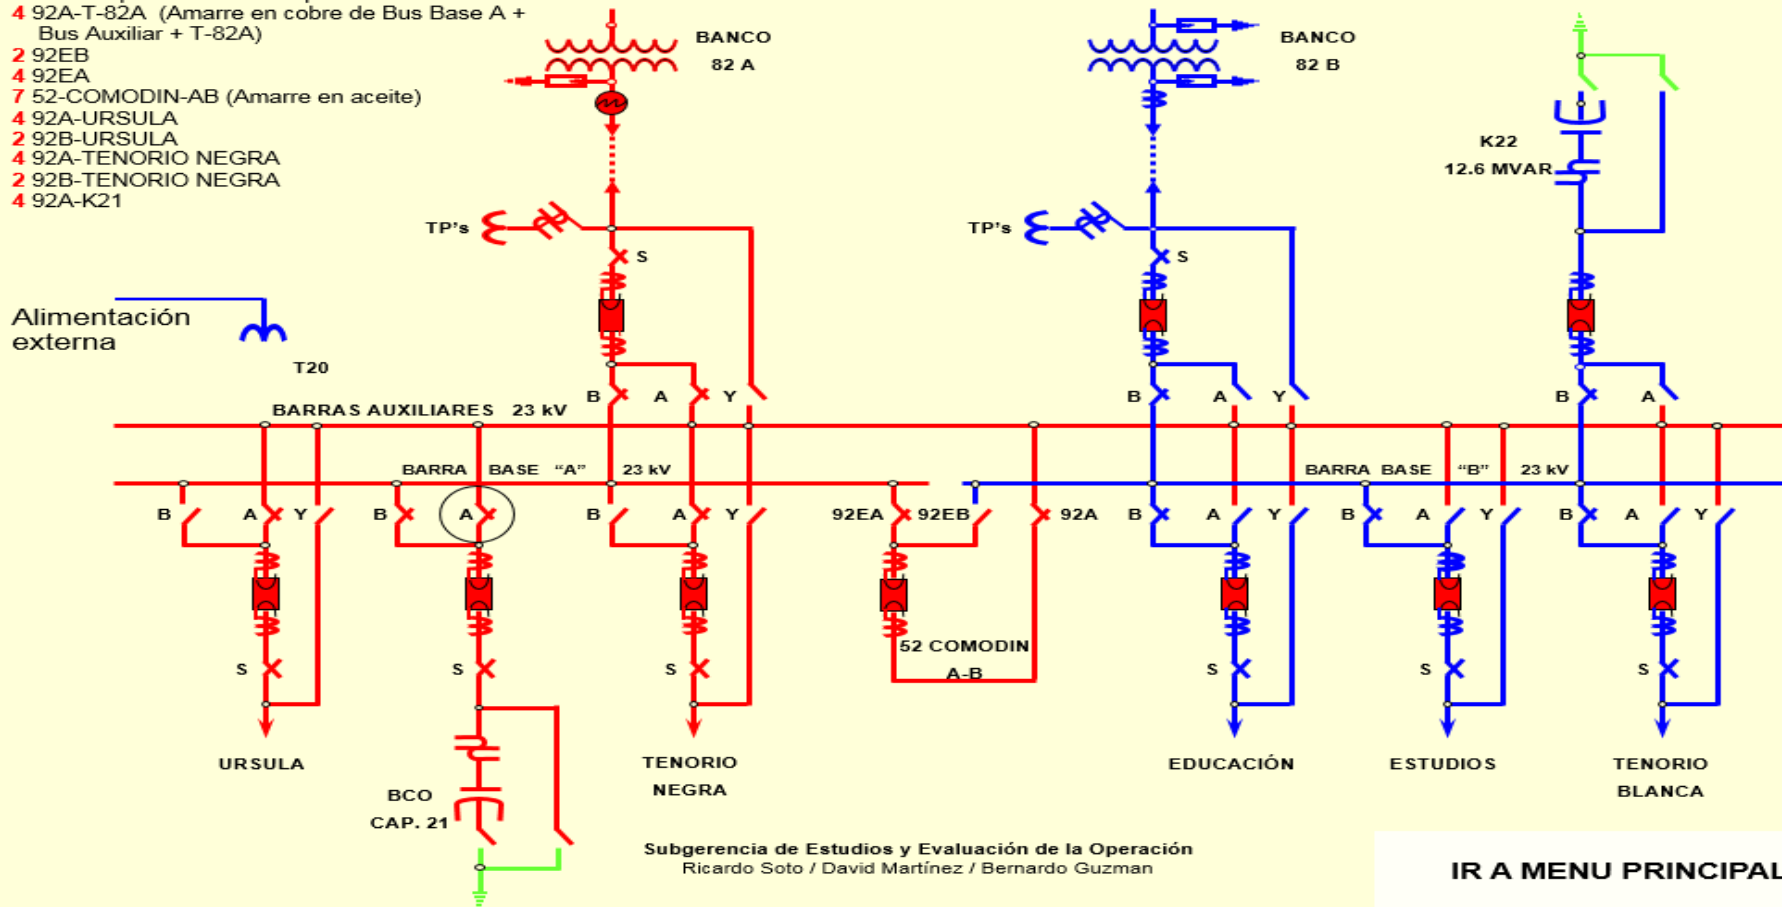 4 92A-T-82A (Amarre en cobre de Bus Base A +
Bus Auxiliar + T-82A)
2 92EB
4 92EA
7 52-COMODIN-AB (Amarre en aceite)
4 92A-URSULA
2 92B-URSULA
4 92A-TENORIO NEGRA
2 92B-TENORIO NEGRA
4 92A-K21
BANCO
82 A
BANCO
82 B
K22
12.6 MVAR
TP's
TP's
S
S
Alimentación
externa
T20
B A Y
B A Y
B A
BARRAS AUXILIARES 23 kV
BARRA BASE "A" 23 kV
BARRA BASE "B" 23 kV
B A Y B A B A Y 92EA 92EB 92A B A Y B A Y B A Y
52 COMODIN
A-B
S S S S S S
URSULA
BCO
CAP. 21
TENORIO
NEGRA
EDUCACIÓN
ESTUDIOS
TENORIO
BLANCA
Subgerencia de Estudios y Evaluación de la Operación
Ricardo Soto / David Martínez / Bernardo Guzman
IR A MENU PRINCIPAL